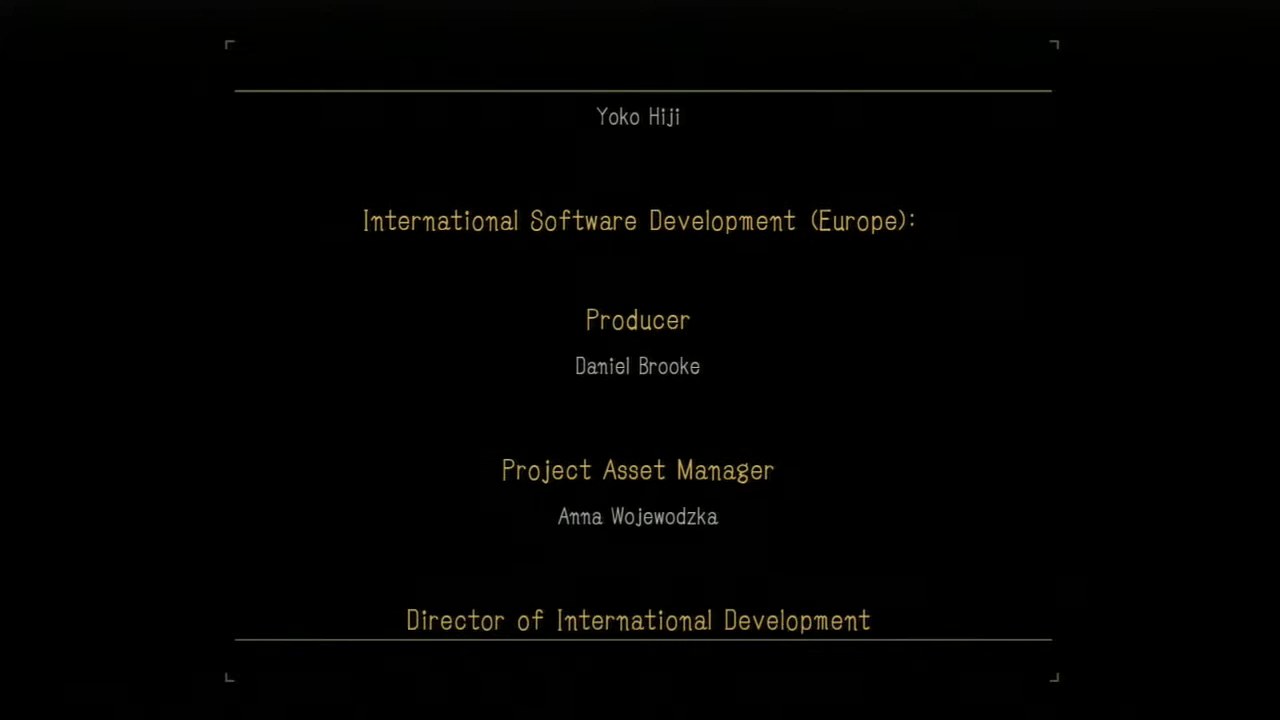 Yoko Hiji
International Software Development (Europe):
Producer
Daniel Brooke
Project Asset Manager
Anna Wojewodzka
Director of International Development